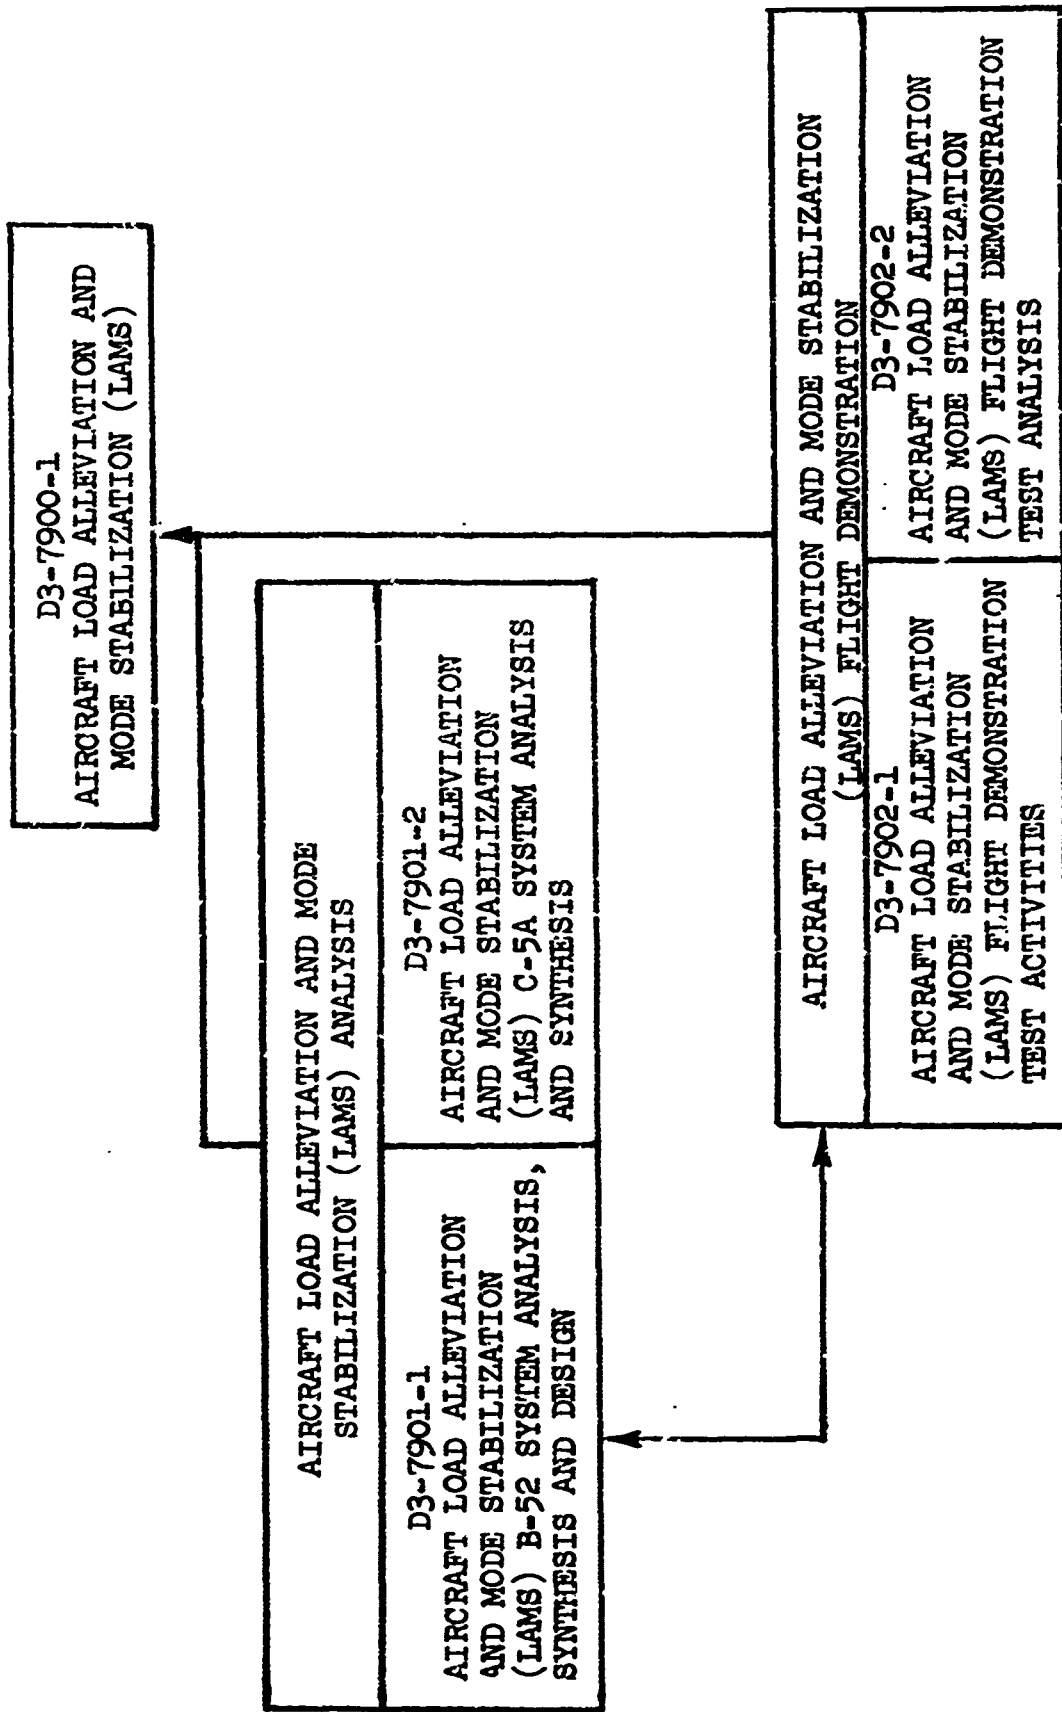 D3-7900-1
AIRCRAFT LOAD ALLEVIATION AND
MODE STABILIZATION (LAMS)
AIRCRAFT LOAD ALLEVIATION AND MODE
STABILIZATION (LAMS) ANALYSIS
D3-7901-1
AIRCRAFT LOAD ALLEVIATION
AND MODE STABILIZATION
(LAMS) B-52 SYSTEM ANALYSIS,
SYNTHESIS AND DESIGN
D3-7901-2
AIRCRAFT LOAD ALLEVIATION
AND MODE STABILIZATION
(LAMS) C-5A SYSTEM ANALYSIS
AND SYNTHESIS
AIRCRAFT LOAD ALLEVIATION AND MODE STABILIZATION
(LAMS) FLIGHT DEMONSTRATION
D3-7902-1
AIRCRAFT LOAD ALLEVIATION
AND MODE STABILIZATION
(LAMS) FLIGHT DEMONSTRATION
TEST ACTIVITIES
D3-7902-2
AIRCRAFT LOAD ALLEVIATION
AND MODE STABILIZATION
(LAMS) FLIGHT DEMONSTRATION
TEST ANALYSIS